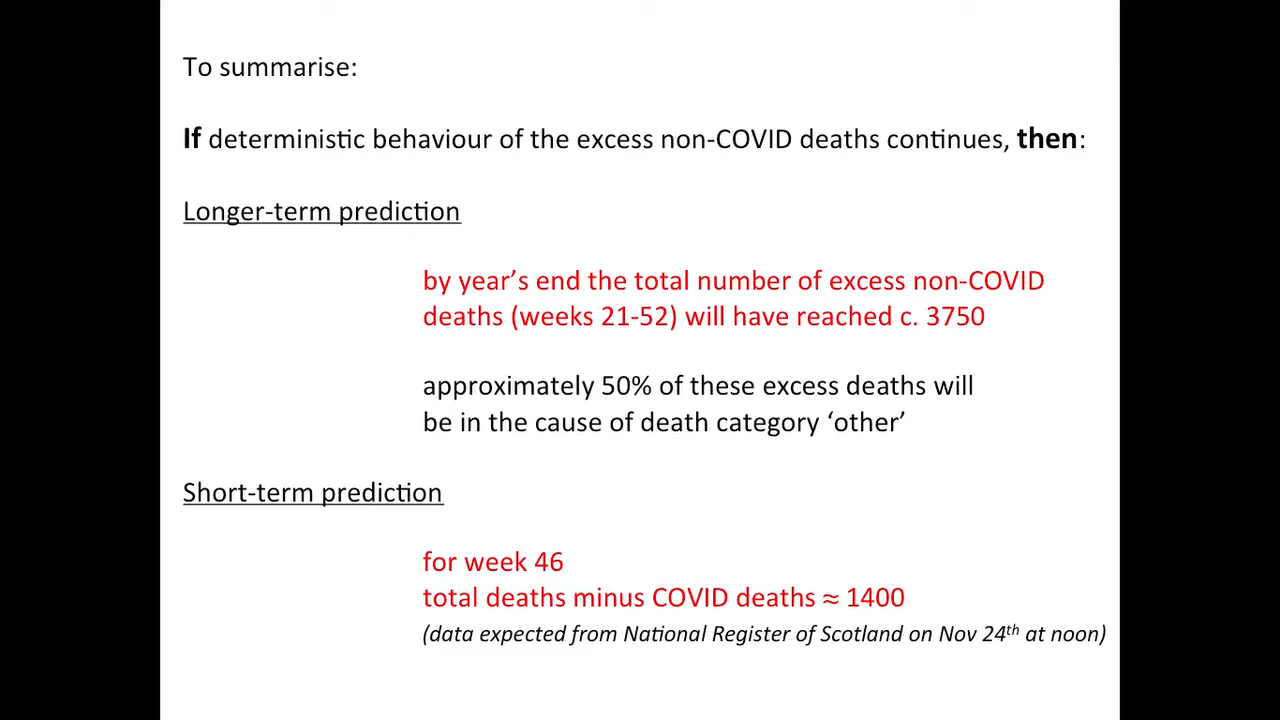 To summarise:
If deterministic behaviour of the excess non-COVID deaths continues, then:
Longer-term prediction
by year’s end the total number of excess non-COVID
deaths (weeks 21-52) will have reached c. 3750
approximately 50% of these excess deaths will
be in the cause of death category ‘other’
Short-term prediction
for week 46
total deaths minus COVID deaths ≈ 1400
(data expected from National Register of Scotland on Nov 24th at noon)